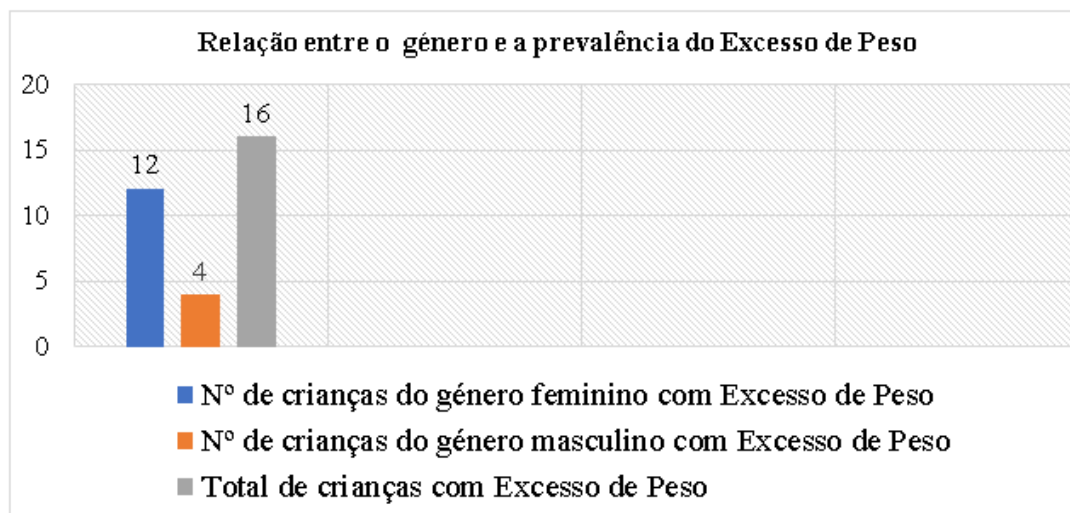 Relação entre o género e a prevalência do Excesso de Peso
20
15
10
5
0
12
4
16
Nº de crianças do género feminino com Excesso de Peso
Nº de crianças do género masculino com Excesso de Peso
Total de crianças com Excesso de Peso